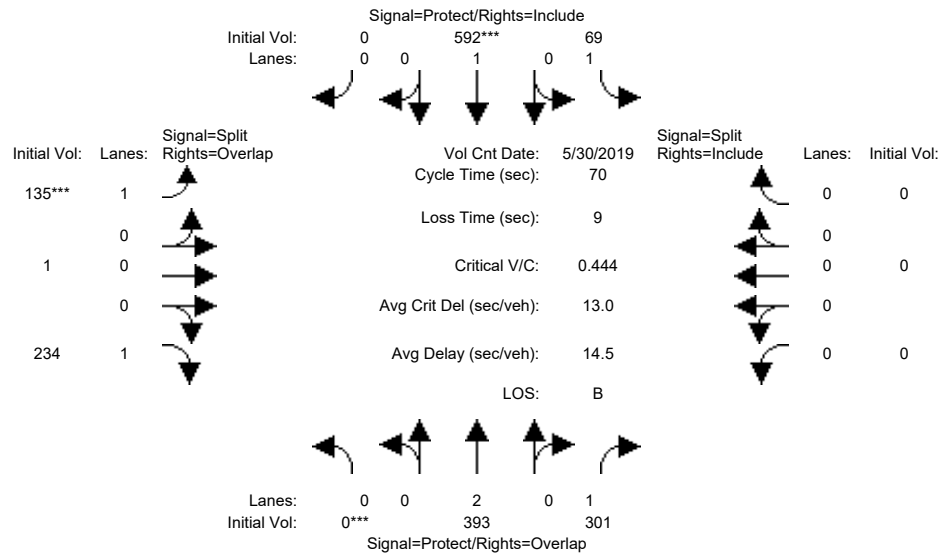 Signal=Protect/Rights=Include
Initial Vol: 0 592*** 69
Lanes: 0 0 1 0 1
Signal=Split
Initial Vol: Lanes: Rights=Overlap
Vol Cnt Date: 5/30/2019
Signal=Split
Rights=Include Lanes: Initial Vol:
Cycle Time (sec): 70
135*** 1
0 0
Loss Time (sec): 9
0
0
1 0
Critical V/C: 0.444
0 0
0
Avg Crit Del (sec/veh): 13.0
0
234 1
Avg Delay (sec/veh): 14.5
0 0
LOS: B
Lanes: 0 0 2 0 1
Initial Vol: 0*** 393 301
Signal=Protect/Rights=Overlap